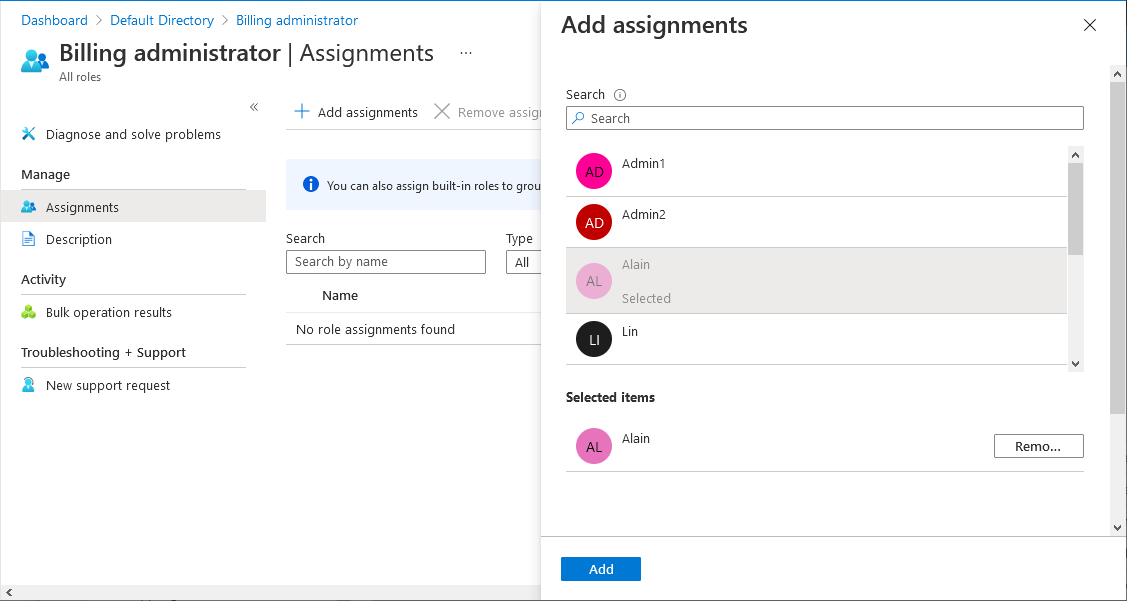 Dashboard > Default Directory > Billing administrator
Billing administrator | Assignments ...
All roles
«
Diagnose and solve problems
Manage
Assignments
Description
Activity
Bulk operation results
Troubleshooting + Support
New support request
+ Add assignments
Remove assig
You can also assign built-in roles to grou
Search
Search by name
Type
All
Name
No role assignments found
Add assignments
Search
Search
AD Admin1
AD Admin2
AL Alain
Selected
LI Lin
Selected items
AL Alain
Remo...
Add